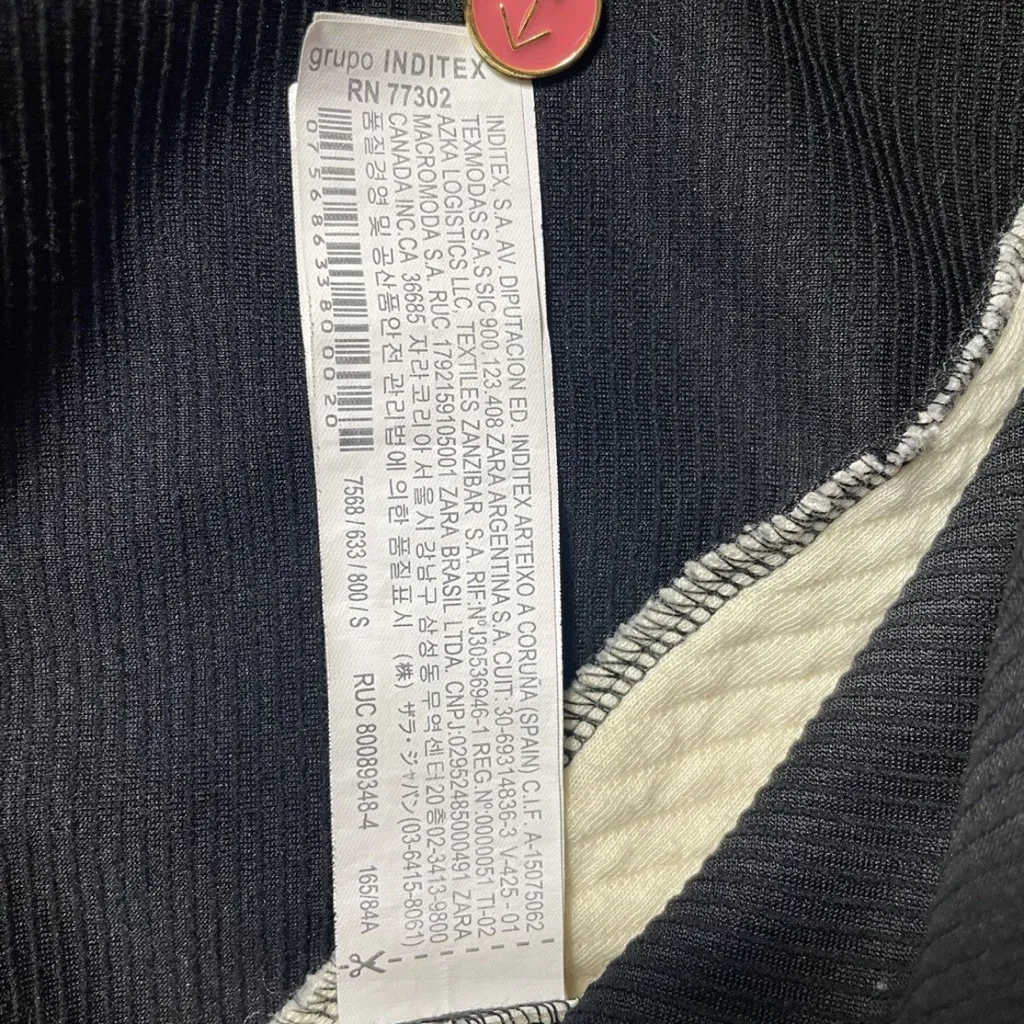 grupo INDITEX
RN 77302
INDITEX, S.A. AV. DIPUTACION ED. INDITEX ARTEIXO A CORUÑA (SPAIN) C.I.F. A-15075062
TEXMODAS S.A.S SIC 900.123.408 ZARA ARGENTINA S.A. CUIT: 30-69314836-3 V-425 - 01
AZKA LOGISTICS LLC, TEXTILES ZANZIBAR S.A. RIF:NºJ30536946-1 REG.Nº:0000051 TI-02
MACROMODA S.A. RUC 1792159105001 ZARA BRASIL LTDA, CNPJ:02952485000491 ZARA
CANADA INC.CA 36685 자라코리아 서울시 강남구 삼성동 무역센터20층02-3413-9800
품질경영 및 공산품안전 관리법에 의한 품질표시 (株) ザラ・ジャパン (03-6415-8061)
07568633800020
7568 / 633 / 800 / S RUC 80089348-4 165/84A